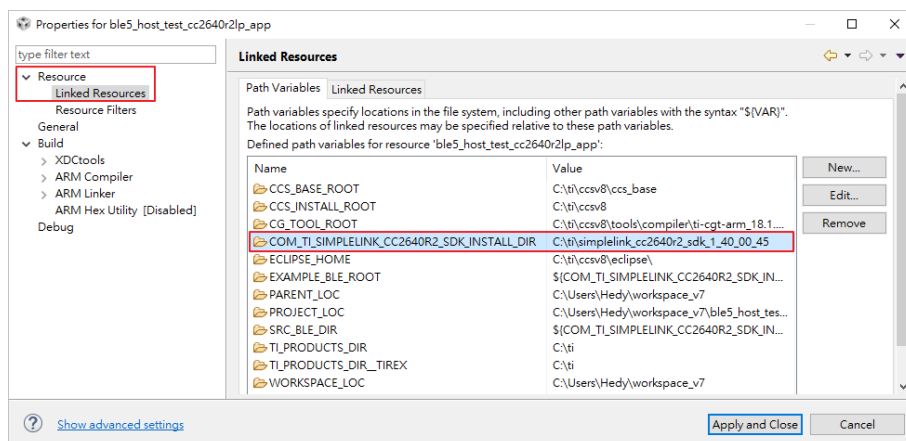 Properties for ble5_host_test_cc2640r2lp_app
type filter text
Resource
Linked Resources
Resource Filters
General
Build
XDCtools
ARM Compiler
ARM Linker
ARM Hex Utility [Disabled]
Debug
Linked Resources
Path Variables Linked Resources
Path variables specify locations in the file system, including other path variables with the syntax "${VAR}".
The locations of linked resources may be specified relative to these path variables.
Defined path variables for resource 'ble5_host_test_cc2640r2lp_app':
Name Value
CCS_BASE_ROOT C:\ti\ccsv8\ccs_base
CCS_INSTALL_ROOT C:\ti\ccsv8
CG_TOOL_ROOT C:\ti\ccsv8\tools\compiler\ti-cgt-arm_18.1....
COM_TI_SIMPLELINK_CC2640R2_SDK_INSTALL_DIR C:\ti\simplelink_cc2640r2_sdk_1_40_00_45
ECLIPSE_HOME C:\ti\ccsv8\eclipse\
EXAMPLE_BLE_ROOT ${COM_TI_SIMPLELINK_CC2640R2_SDK_IN...
PARENT_LOC C:\Users\Hedy\workspace_v7
PROJECT_LOC C:\Users\Hedy\workspace_v7\ble5_host_tes...
SRC_BLE_DIR ${COM_TI_SIMPLELINK_CC2640R2_SDK_IN...
TI_PRODUCTS_DIR C:\ti
TI_PRODUCTS_DIR__TIREX C:\ti
WORKSPACE_LOC C:\Users\Hedy\workspace_v7
New...
Edit...
Remove
Show advanced settings
Apply and Close Cancel